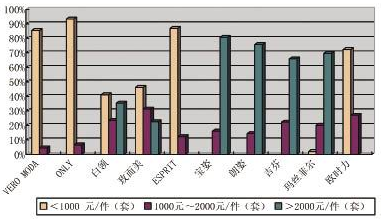 100%
90%
80%
70%
60%
50%
40%
30%
20%
10%
0%
VERO MODA
ONLY
白领
玫而美
ESPRIT
宝姿
朗姿
吉芬
玛丝菲尔
欧时力
<1000 元/件（套） 1000元~2000元/件（套） >2000元/件（套）